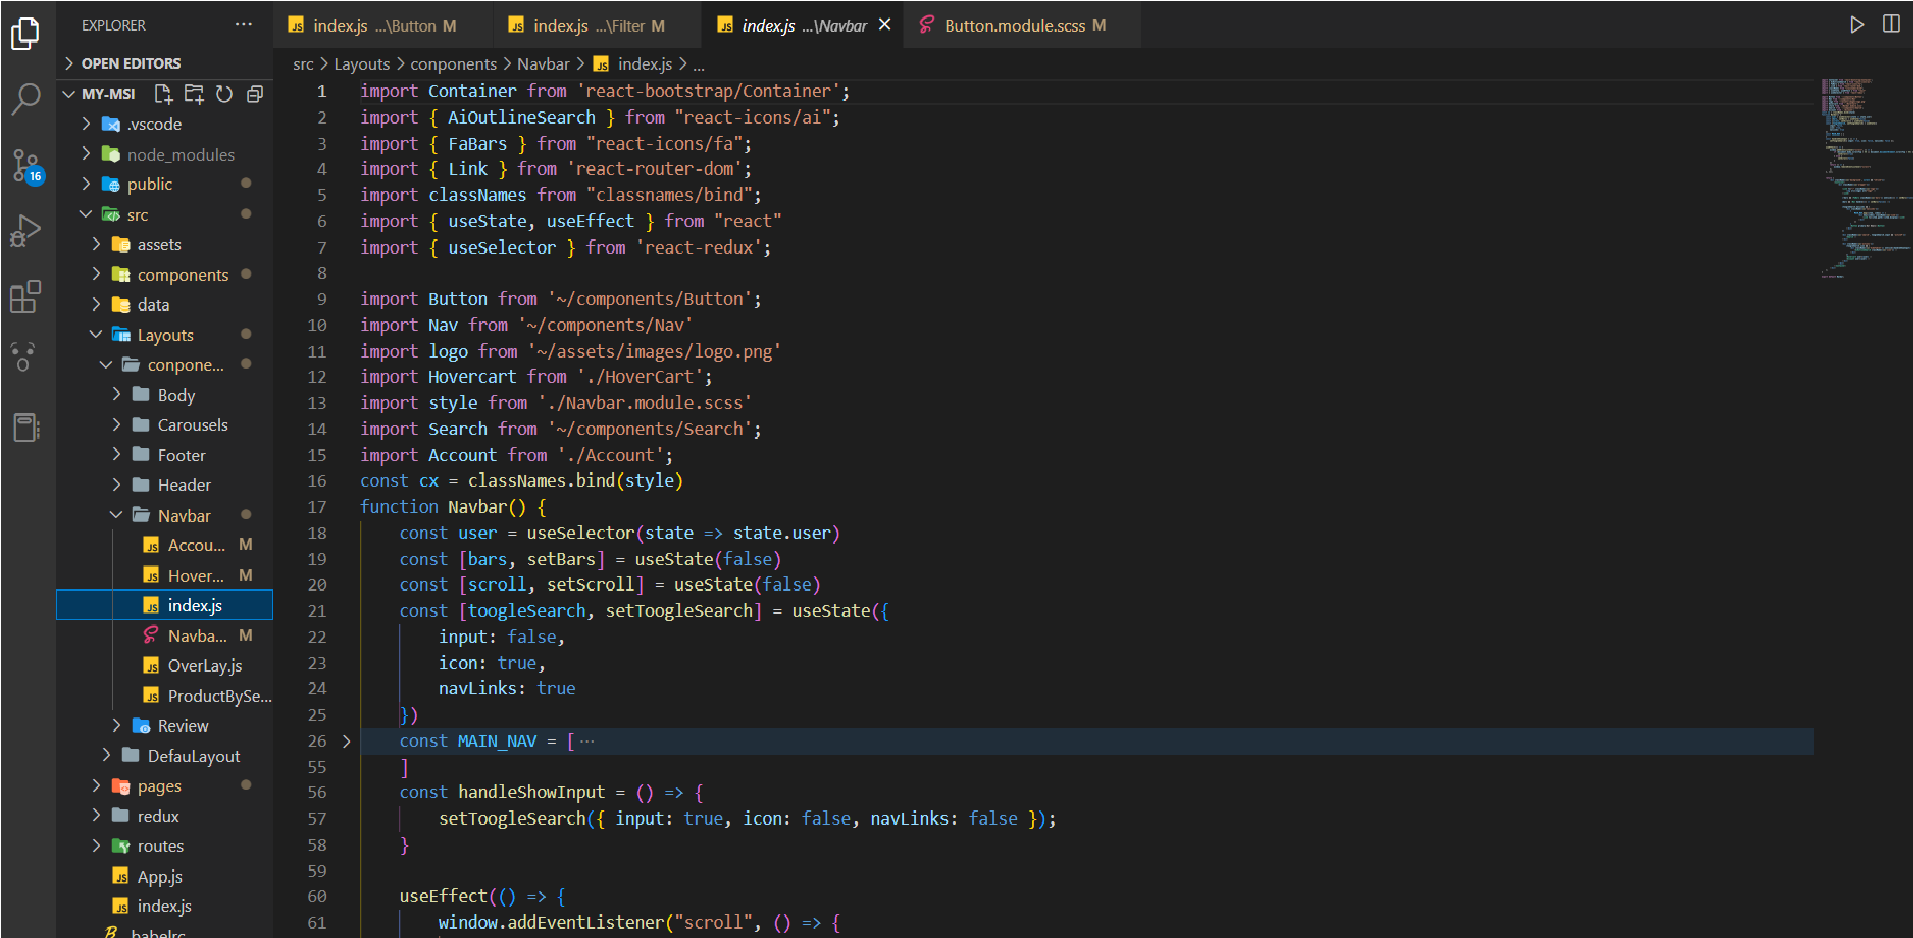 EXPLORER
···
index.js ...\Button M
index.js ...\Filter M
index.js ...\Navbar
Button.module.scss M
OPEN EDITORS
MY-MSI
.vscode
node_modules
public
src
assets
components
data
Layouts
conpone...
Body
Carousels
Footer
Header
Navbar
Accou... M
Hover... M
index.js
Navba... M
OverLay.js
ProductBySe...
Review
DefauLayout
pages
redux
routes
App.js
index.js
16
src > Layouts > components > Navbar > JS index.js > ...
1 import Container from 'react-bootstrap/Container';
2 import { AiOutlineSearch } from "react-icons/ai";
3 import { FaBars } from "react-icons/fa";
4 import { Link } from 'react-router-dom';
5 import classNames from "classnames/bind";
6 import { useState, useEffect } from "react"
7 import { useSelector } from 'react-redux';
8
9 import Button from '~/components/Button';
10 import Nav from '~/components/Nav'
11 import logo from '~/assets/images/logo.png'
12 import Hovercart from './HoverCart';
13 import style from './Navbar.module.scss'
14 import Search from '~/components/Search';
15 import Account from './Account';
16 const cx = classNames.bind(style)
17 function Navbar() {
18 const user = useSelector(state => state.user)
19 const [bars, setBars] = useState(false)
20 const [scroll, setScroll] = useState(false)
21 const [toogleSearch, setToogleSearch] = useState({
22 input: false,
23 icon: true,
24 navLinks: true
25 })
26 const MAIN_NAV = [ ···
55 ]
56 const handleShowInput = () => {
57 setToogleSearch({ input: true, icon: false, navLinks: false });
58 }
59
60 useEffect(() => {
61 window.addEventListener("scroll", () => {